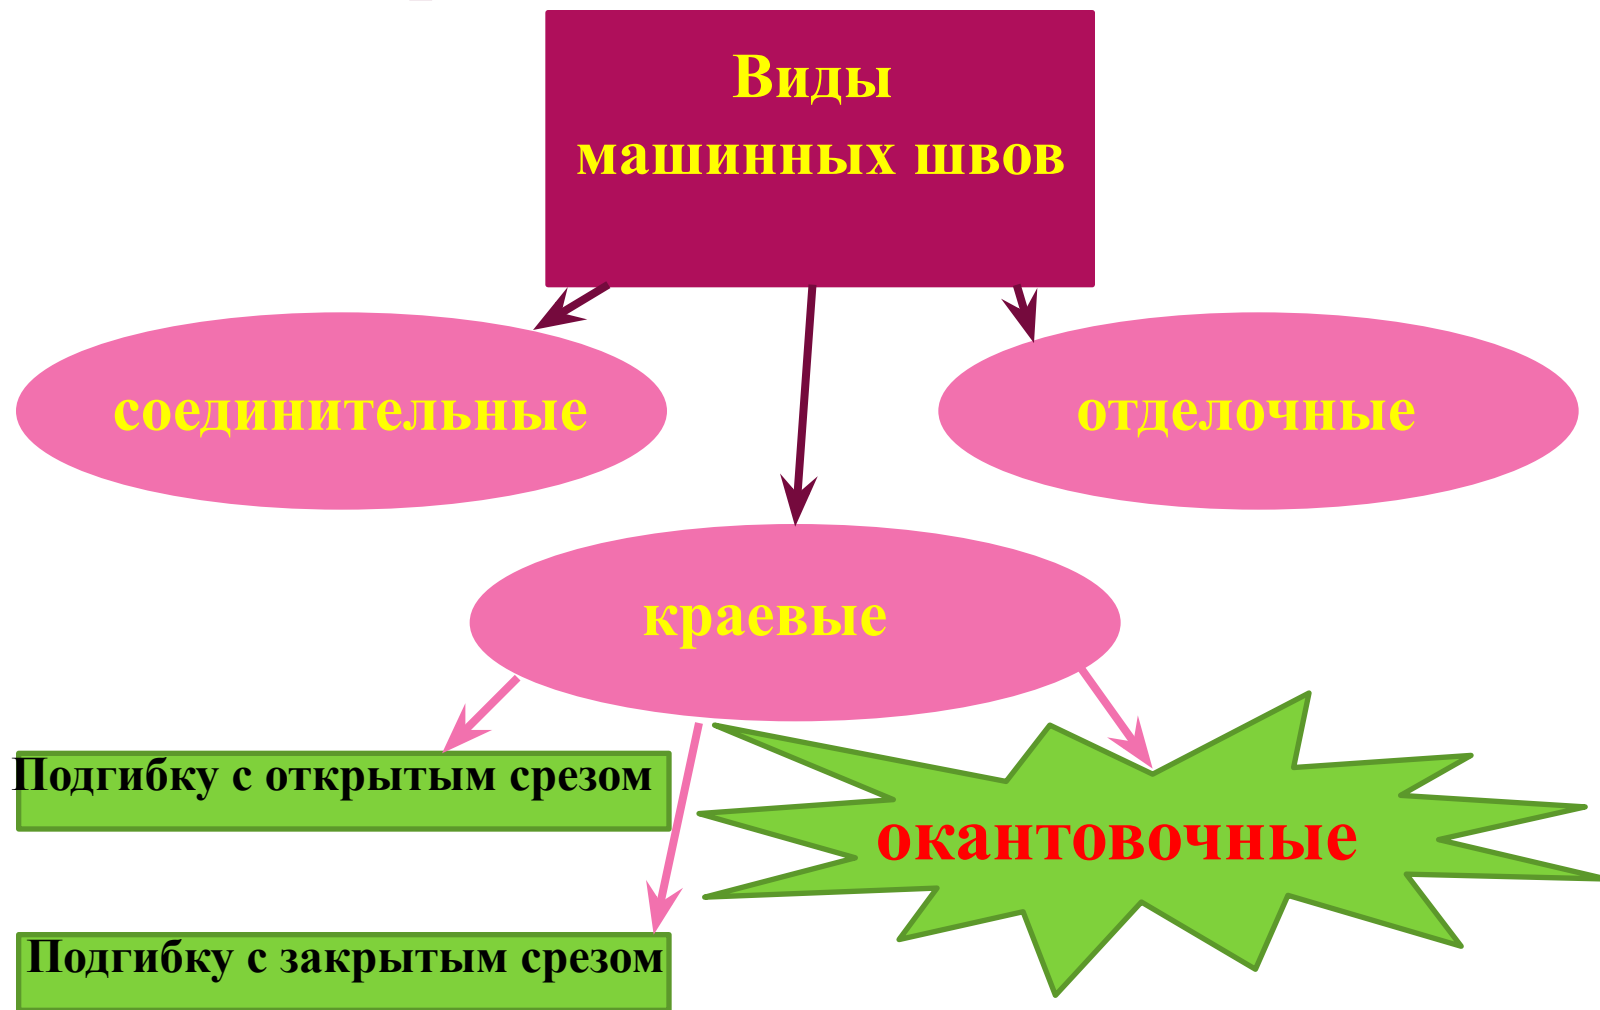 Виды
машинных швов
соединительные
отделочные
краевые
Подгибку с открытым срезом
окантовочные
Подгибку с закрытым срезом